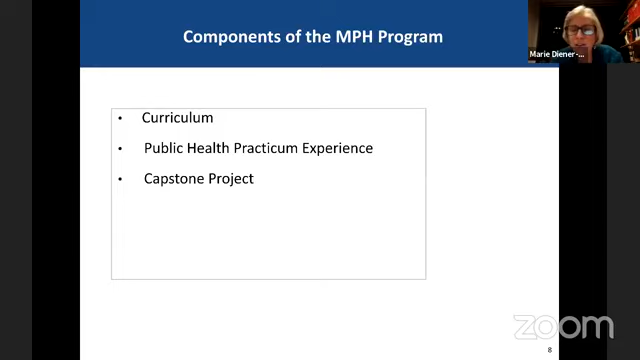 Components of the MPH Program
Marie Diener-...
• Curriculum
• Public Health Practicum Experience
• Capstone Project
zoom
8